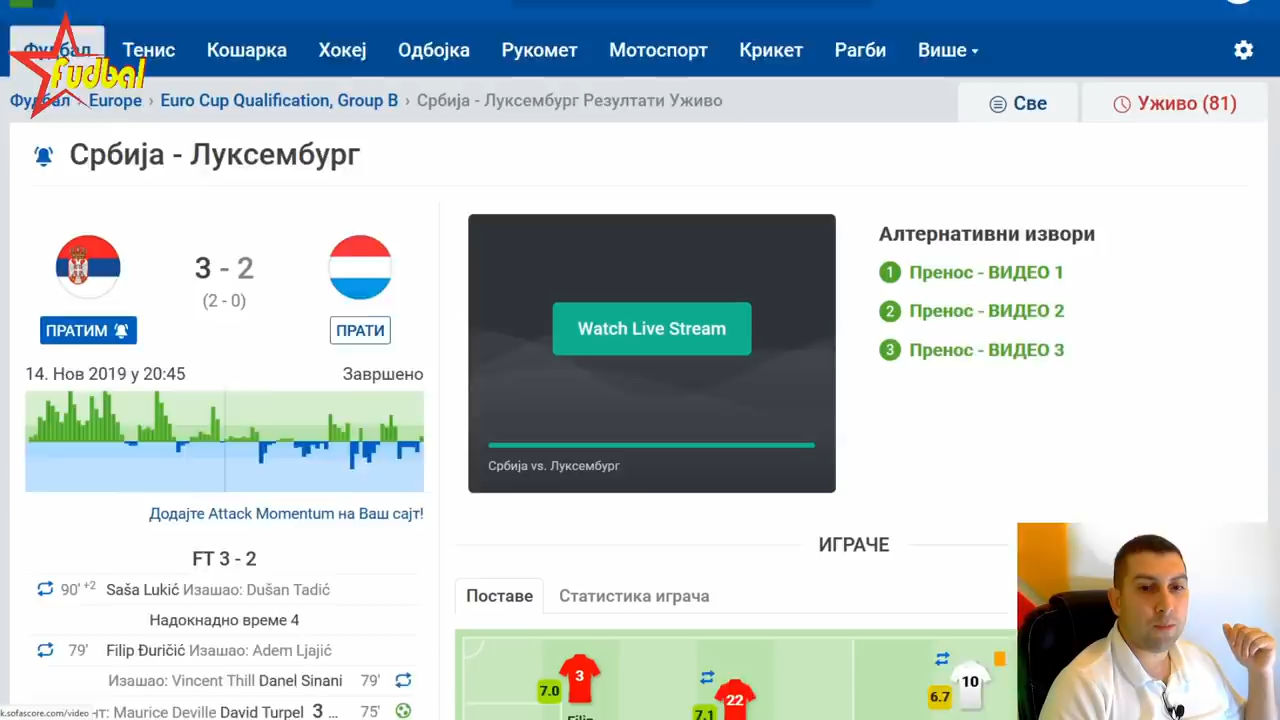 Фудбал Тенис Кошарка Хокеј Одбојка Рукомет Мотоспорт Крикет Рагби Више
fudbal
Фудбал › Europe › Euro Cup Qualification, Group B › Србија - Луксембург Резултати Уживо
Све
Уживо (81)
Србија - Луксембург
3 - 2
(2 - 0)
ПРАТИМ
ПРАТИ
14. Нов 2019 у 20:45
Завршено
Додајте Attack Momentum на Ваш сајт!
FT 3 - 2
90' +2 Saša Lukić Изашао: Dušan Tadić
Надокнадно време 4
79' Filip Đuričić Изашао: Adem Ljajić
Изашао: Vincent Thill Danel Sinani 79'
Maurice Deville David Turpel 3 ... 75'
k.sofascore.com/video
Watch Live Stream
Србија vs. Луксембург
Алтернативни извори
1 Пренос - ВИДЕО 1
2 Пренос - ВИДЕО 2
3 Пренос - ВИДЕО 3
ИГРАЧЕ
Поставе
Статистика играча
3
7.0
Filip
22
7.1
10
6.7